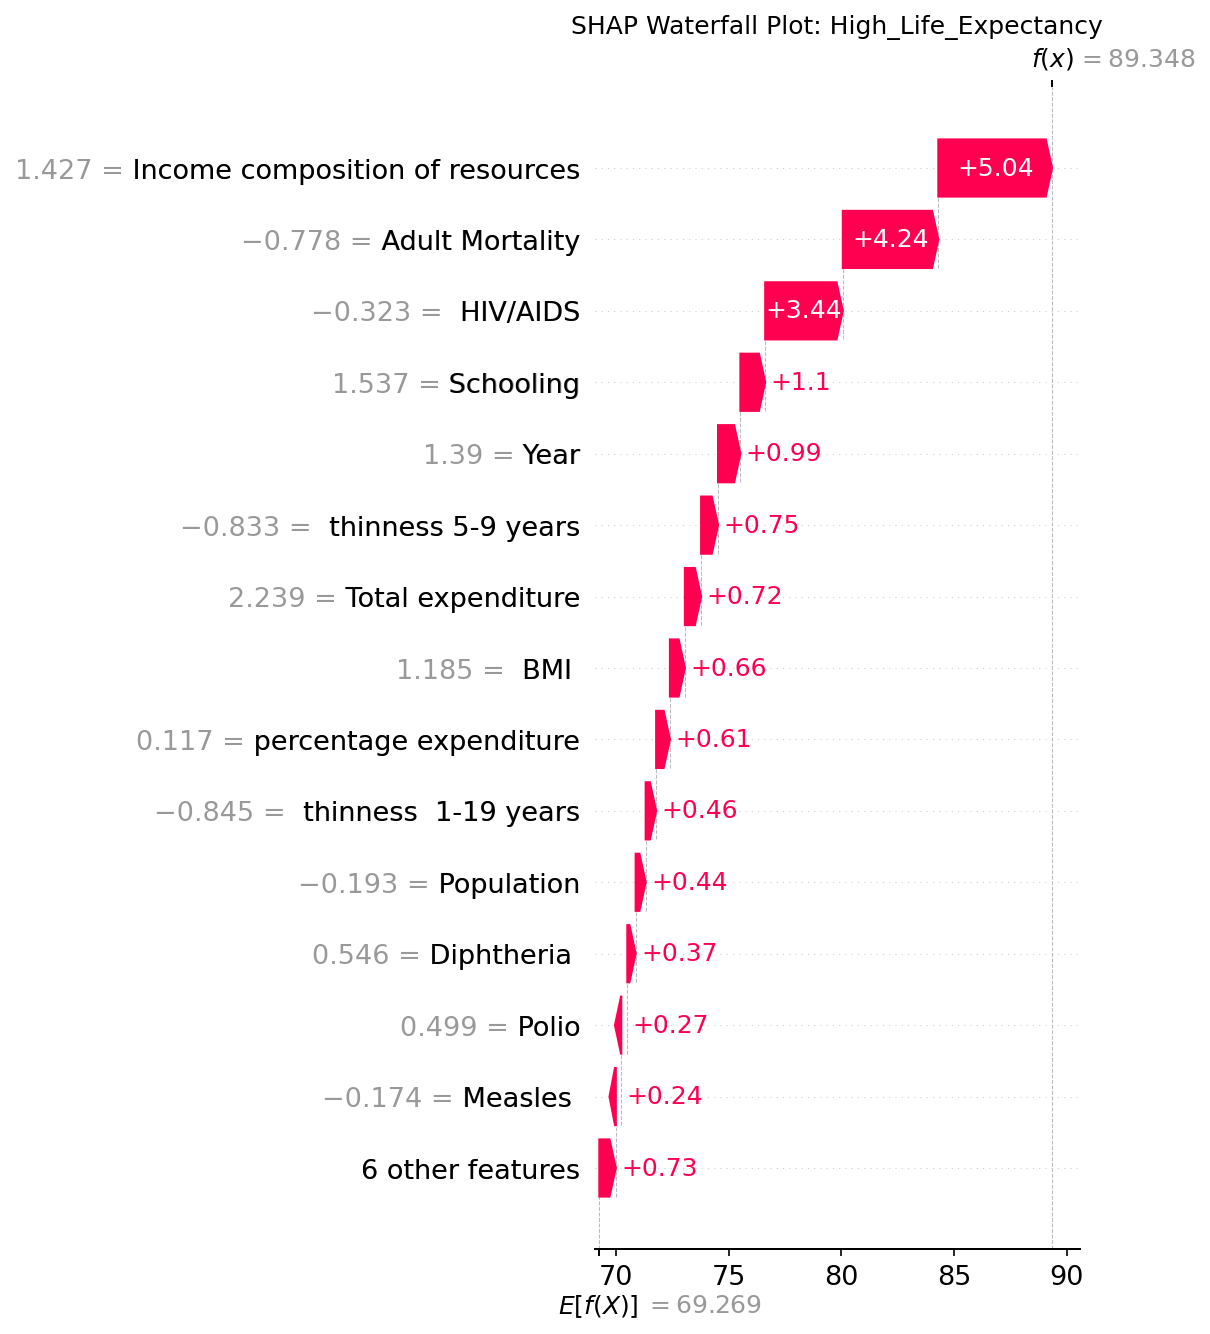 SHAP Waterfall Plot: High_Life_Expectancy
f(x) = 89.348
1.427 = Income composition of resources +5.04
−0.778 = Adult Mortality +4.24
−0.323 = HIV/AIDS +3.44
1.537 = Schooling +1.1
1.39 = Year +0.99
−0.833 = thinness 5-9 years +0.75
2.239 = Total expenditure +0.72
1.185 = BMI +0.66
0.117 = percentage expenditure +0.61
−0.845 = thinness 1-19 years +0.46
−0.193 = Population +0.44
0.546 = Diphtheria +0.37
0.499 = Polio +0.27
−0.174 = Measles +0.24
6 other features +0.73
70 75 80 85 90
E[f(X)] = 69.269